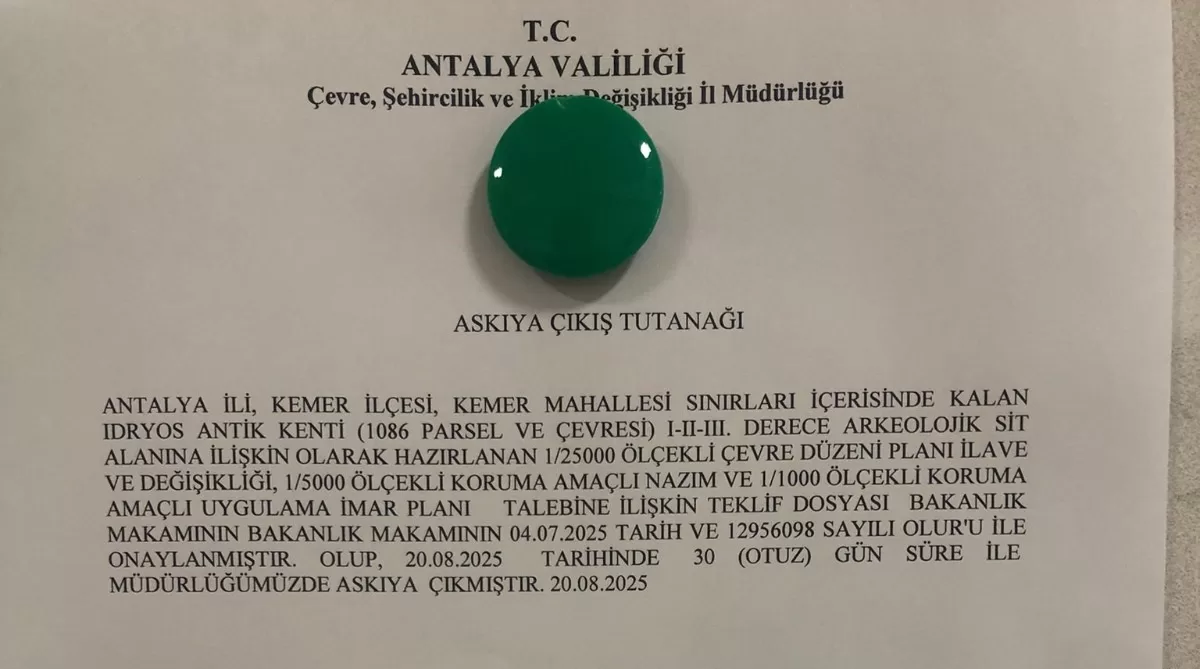 T.C.
ANTALYA VALİLİĞİ
Çevre, Şehircilik ve İklim Değişikliği İl Müdürlüğü
ASKIYA ÇIKIŞ TUTANAĞI
ANTALYA İLİ, KEMER İLÇESİ, KEMER MAHALLESİ SINIRLARI İÇERİSİNDE KALAN
IDRYOS ANTİK KENTİ (1086 PARSEL VE ÇEVRESİ) I-II-III. DERECE ARKEOLOJİK SİT
ALANINA İLİŞKİN OLARAK HAZIRLANAN 1/25000 ÖLÇEKLİ ÇEVRE DÜZENİ PLANI İLAVE
VE DEĞİŞİKLİĞİ, 1/5000 ÖLÇEKLİ KORUMA AMAÇLI NAZIM VE 1/1000 ÖLÇEKLİ KORUMA
AMAÇLI UYGULAMA İMAR PLANI TALEBİNE İLİŞKİN TEKLİF DOSYASI BAKANLIK
MAKAMININ BAKANLIK MAKAMININ 04.07.2025 TARİH VE 12956098 SAYILI OLUR'U İLE
ONAYLANMIŞTIR. OLUP, 20.08.2025 TARİHİNDE 30 (OTUZ) GÜN SÜRE İLE
MÜDÜRLÜĞÜMÜZDE ASKIYA ÇIKMIŞTIR. 20.08.2025